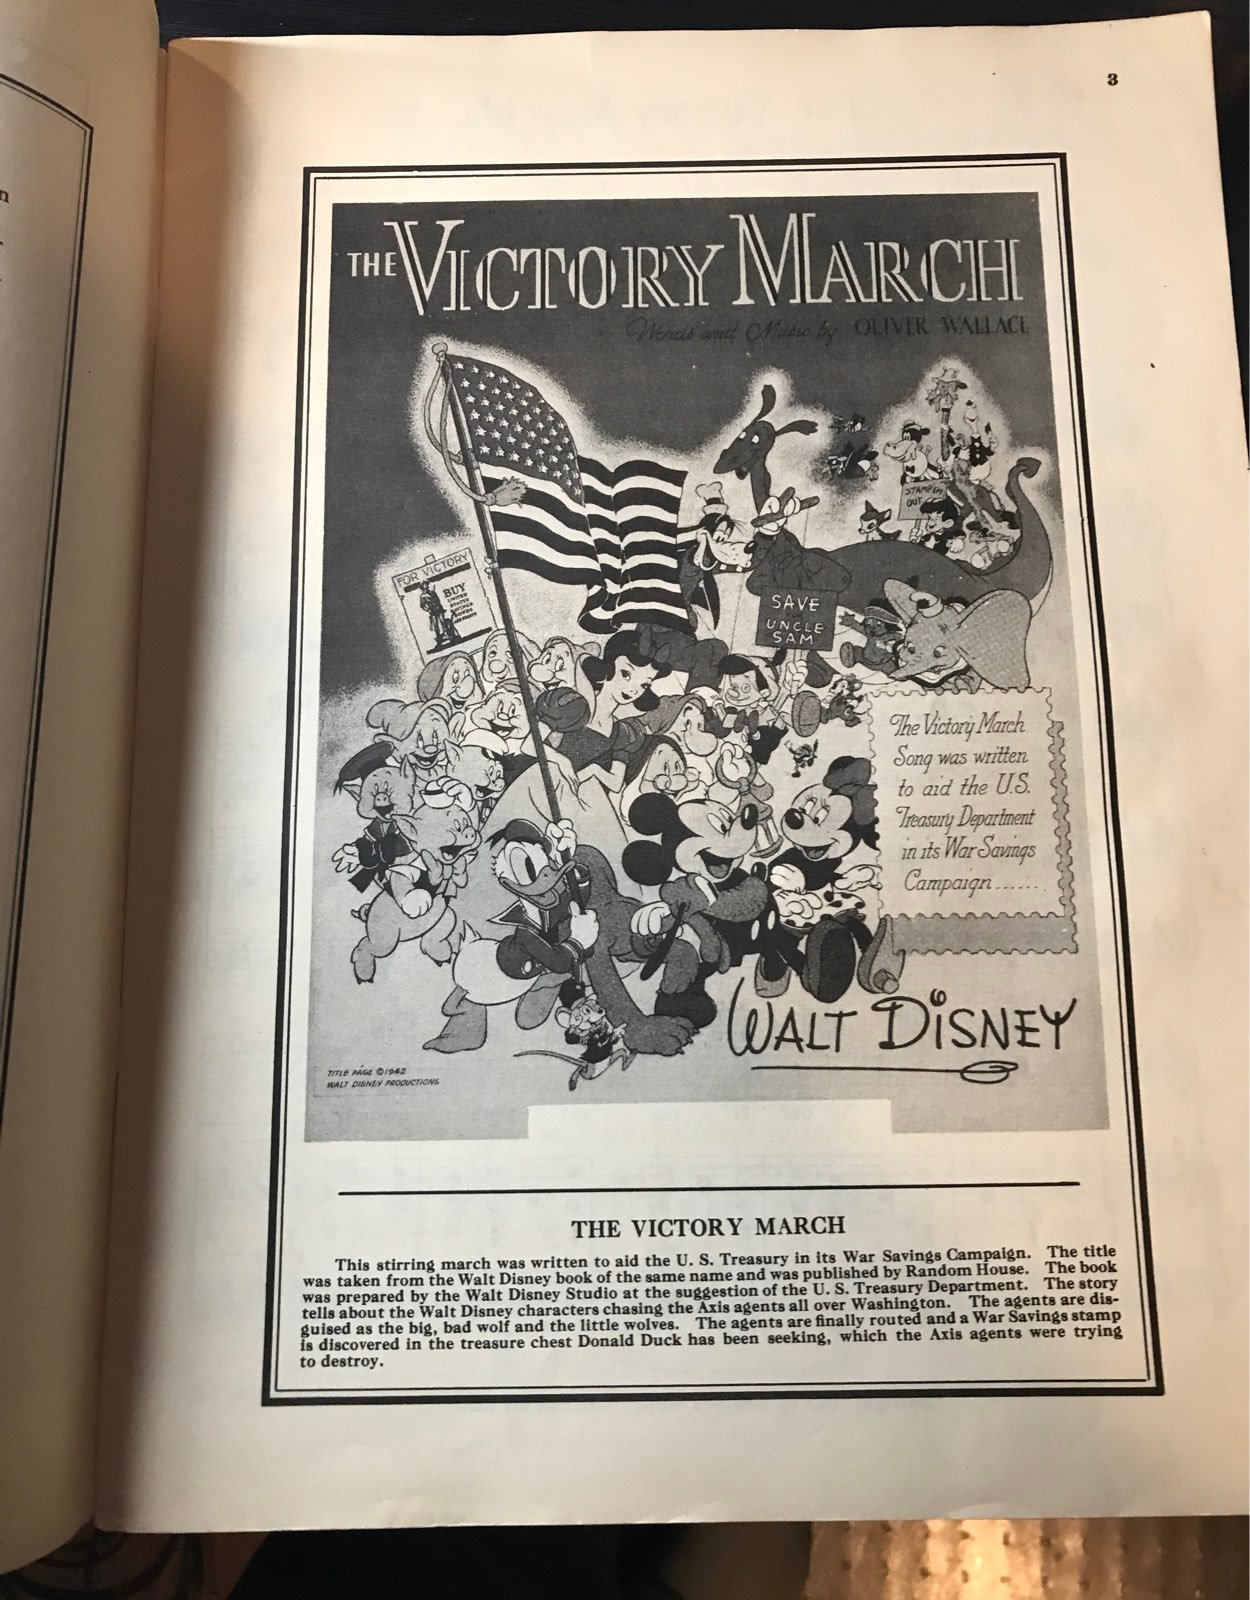 3
THE VICTORY MARCH
Words and Music by OLIVER WALLACE
STAMP 'EM
OUT
FOR VICTORY
BUY
UNITED
STATES
SAVINGS
BONDS
SAVE
UNCLE
SAM
The Victory March
Song was written
to aid the U.S.
Treasury Department
in its War Savings
Campaign......
WALT DISNEY
TITLE PAGE ©1942
WALT DISNEY PRODUCTIONS
THE VICTORY MARCH
This stirring march was written to aid the U. S. Treasury in its War Savings Campaign. The title
was taken from the Walt Disney book of the same name and was published by Random House. The book
was prepared by the Walt Disney Studio at the suggestion of the U. S. Treasury Department. The story
tells about the Walt Disney characters chasing the Axis agents all over Washington. The agents are dis-
guised as the big, bad wolf and the little wolves. The agents are finally routed and a War Savings stamp
is discovered in the treasure chest Donald Duck has been seeking, which the Axis agents were trying
to destroy.